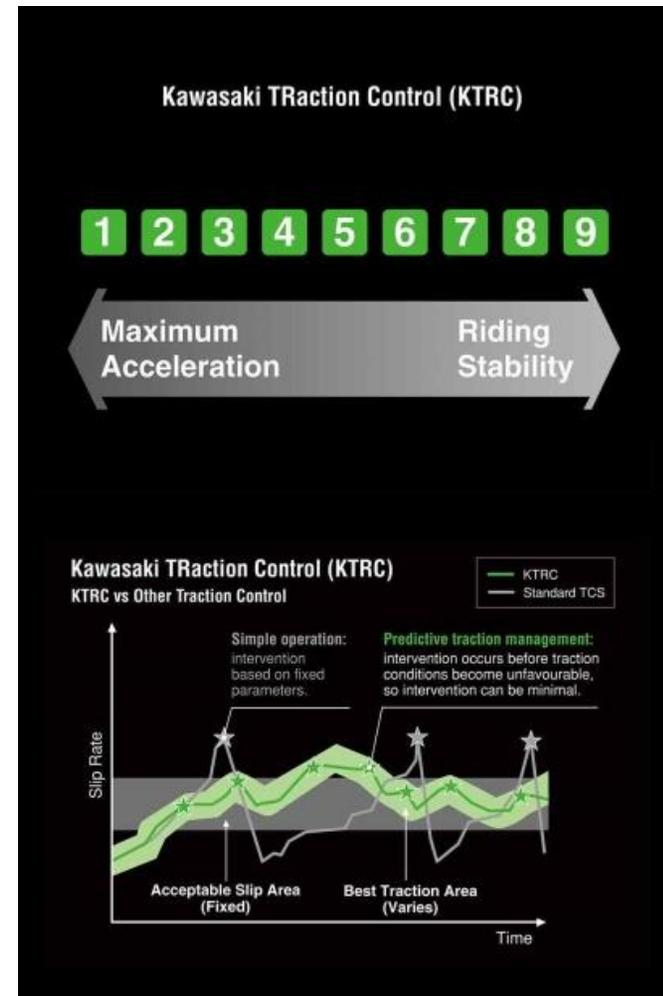 Kawasaki TRaction Control (KTRC)
1 2 3 4 5 6 7 8 9
Maximum
Acceleration
Riding
Stability
Kawasaki TRaction Control (KTRC)
KTRC vs Other Traction Control
KTRC
Standard TCS
Simple operation:
intervention
based on fixed
parameters.
Predictive traction management:
intervention occurs before traction
conditions become unfavourable,
so intervention can be minimal.
Slip Rate
Acceptable Slip Area
(Fixed)
Best Traction Area
(Varies)
Time